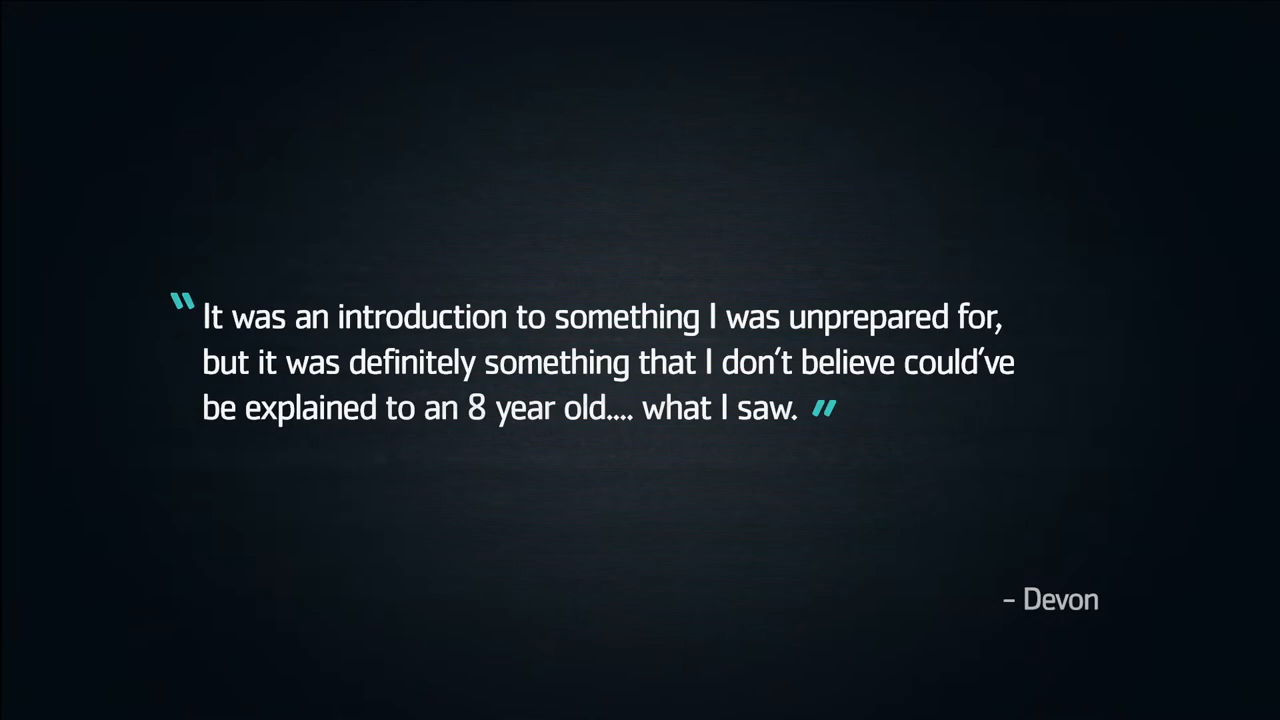 "It was an introduction to something I was unprepared for,
but it was definitely something that I don't believe could've
be explained to an 8 year old.... what I saw."
– Devon